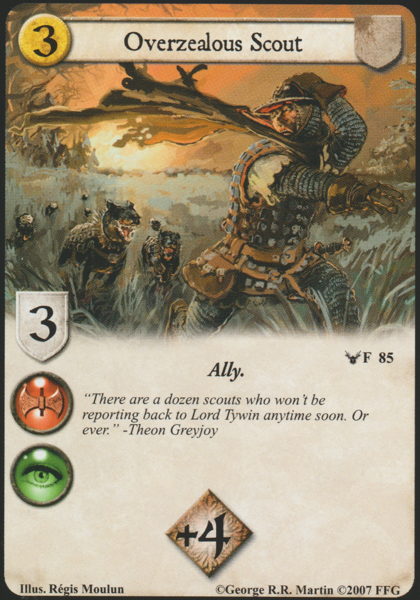 3
Overzealous Scout
3
F 85
Ally.
“There are a dozen scouts who won't be
reporting back to Lord Tywin anytime soon. Or
ever.” -Theon Greyjoy
+4
Illus. Régis Moulun
©George R.R. Martin ©2007 FFG